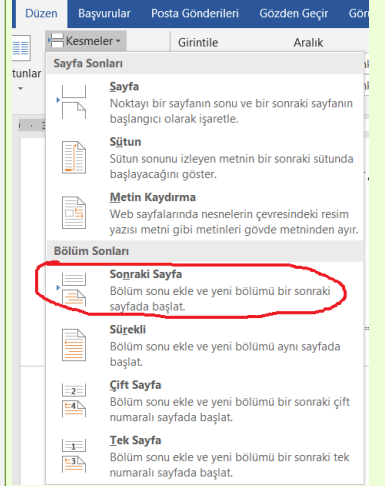 Düzen Başvurular Posta Gönderileri Gözden Geçir
Kesmeler Girintile Aralık
Sayfa Sonları
Sayfa
Noktayı bir sayfanın sonu ve bir sonraki sayfanın
başlangıcı olarak işaretle.
Sütun
Sütun sonunu izleyen metnin bir sonraki sütunda
başlayacağını göster.
Metin Kaydırma
Web sayfalarında nesnelerin çevresindeki resim
yazısı metni gibi metinleri gövde metninden ayır.
Bölüm Sonları
Sonraki Sayfa
Bölüm sonu ekle ve yeni bölümü bir sonraki
sayfada başlat.
Sürekli
Bölüm sonu ekle ve yeni bölümü aynı sayfada
başlat.
Çift Sayfa
Bölüm sonu ekle ve yeni bölümü bir sonraki çift
numaralı sayfada başlat.
Tek Sayfa
Bölüm sonu ekle ve yeni bölümü bir sonraki tek
numaralı sayfada başlat.